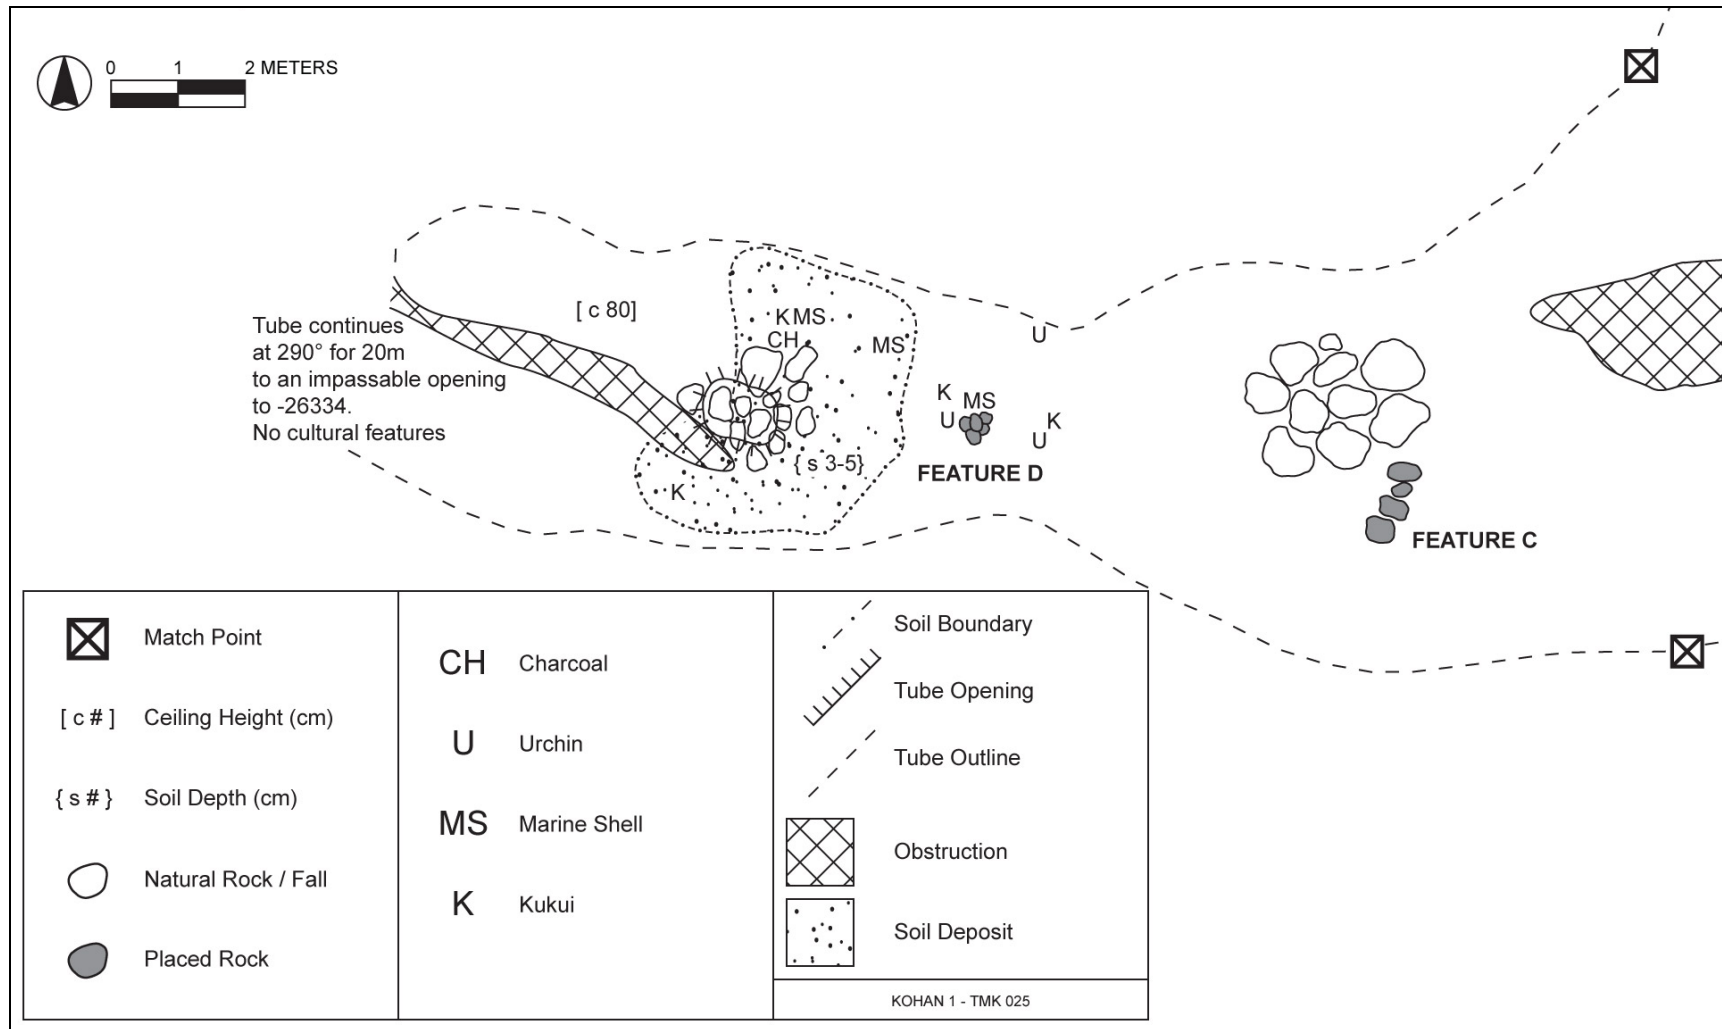 0 1 2 METERS
[ c 80]
Tube continues
at 290° for 20m
to an impassable opening
to -26334.
No cultural features
K MS
CH
MS
U
K
MS
U
K
U
{ s 3-5}
K
FEATURE D
FEATURE C
Match Point
[ c # ] Ceiling Height (cm)
{ s # } Soil Depth (cm)
Natural Rock / Fall
Placed Rock
CH Charcoal
U Urchin
MS Marine Shell
K Kukui
Soil Boundary
Tube Opening
Tube Outline
Obstruction
Soil Deposit
KOHAN 1 - TMK 025